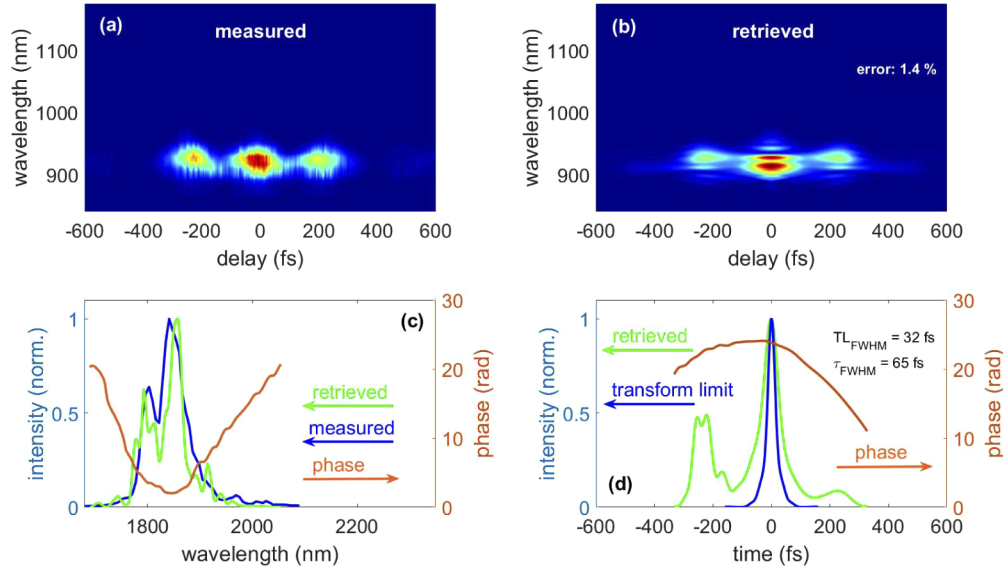 (a)
measured
wavelength (nm)
1100
1000
900
-600 -400 -200 0 200 400 600
delay (fs)
(b)
retrieved
error: 1.4 %
wavelength (nm)
1100
1000
900
-600 -400 -200 0 200 400 600
delay (fs)
(c)
intensity (norm.)
1
0.5
0
30
20
10
0
phase (rad)
retrieved
measured
phase
1800 2000 2200
wavelength (nm)
(d)
intensity (norm.)
1
0.5
0
30
20
10
0
phase (rad)
retrieved
transform limit
TL_FWHM = 32 fs
τ_FWHM = 65 fs
phase
-600 -400 -200 0 200 400 600
time (fs)